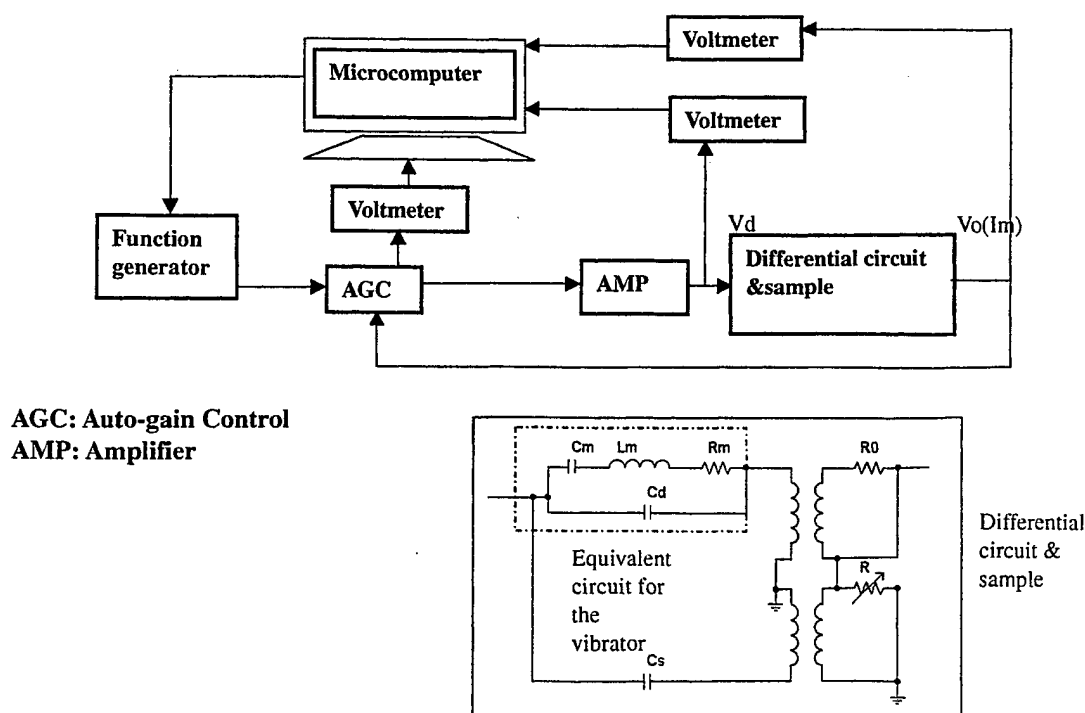 Voltmeter
Microcomputer
Voltmeter
Voltmeter
Function
generator
AGC
AMP
Vd
Vo(Im)
Differential circuit
&sample
AGC: Auto-gain Control
AMP: Amplifier
Cm
Lm
Rm
R0
Cd
Equivalent
circuit for
the
vibrator
R
Cs
Differential
circuit &
sample